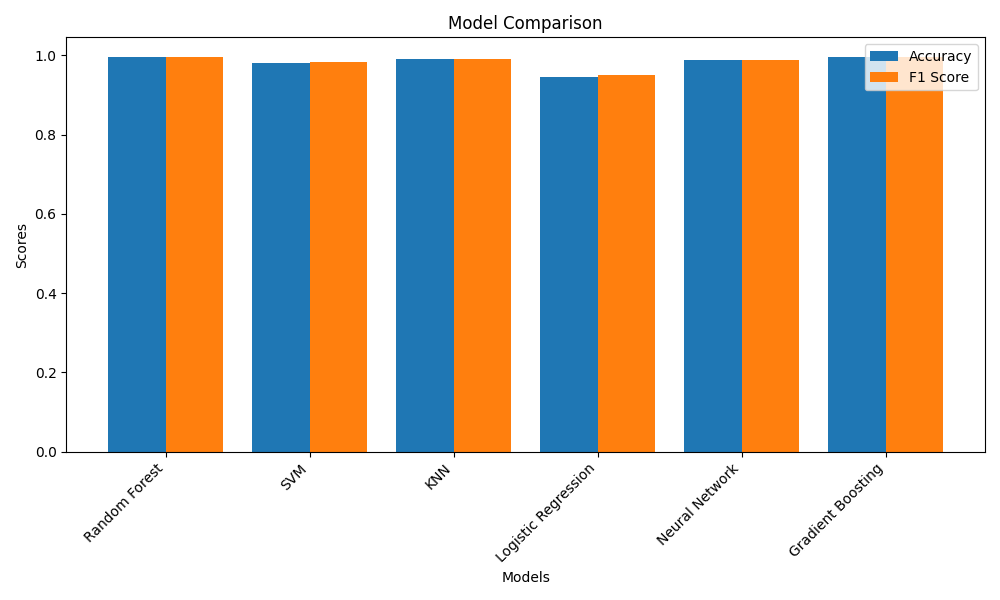 Model Comparison
Accuracy
F1 Score
Scores
1.0
0.8
0.6
0.4
0.2
0.0
Random Forest
SVM
KNN
Logistic Regression
Neural Network
Gradient Boosting
Models